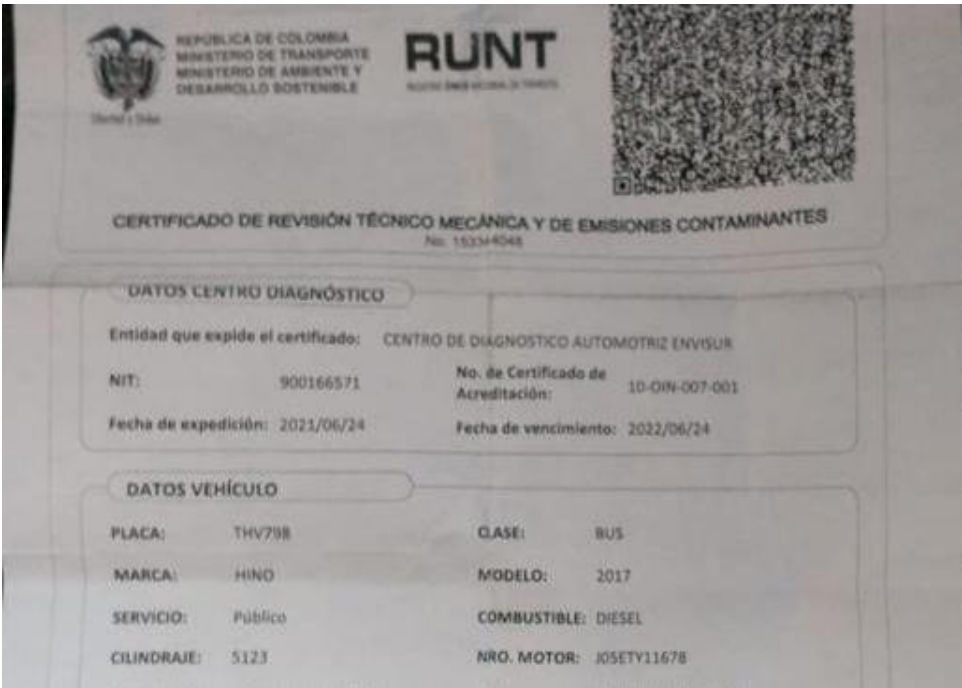 REPÚBLICA DE COLOMBIA
MINISTERIO DE TRANSPORTE
MINISTERIO DE AMBIENTE Y
DESARROLLO SOSTENIBLE
RUNT
CERTIFICADO DE REVISIÓN TÉCNICO MECÁNICA Y DE EMISIONES CONTAMINANTES
No.
DATOS CENTRO DIAGNÓSTICO
Entidad que expide el certificado: CENTRO DE DIAGNOSTICO AUTOMOTRIZ ENVISUR
NIT: 900166571 No. de Certificado de Acreditación: 10-OIN-007-001
Fecha de expedición: 2021/06/24 Fecha de vencimiento: 2022/06/24
DATOS VEHÍCULO
PLACA: THV798 CLASE: BUS
MARCA: HINO MODELO: 2017
SERVICIO: Público COMBUSTIBLE: DIESEL
CILINDRAJE: 5123 NRO. MOTOR: J05ETY11678